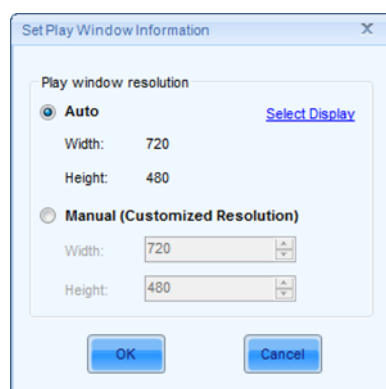 Set Play Window Information X
Play window resolution
Auto Select Display
Width: 720
Height: 480
Manual (Customized Resolution)
Width: 720
Height: 480
OK Cancel